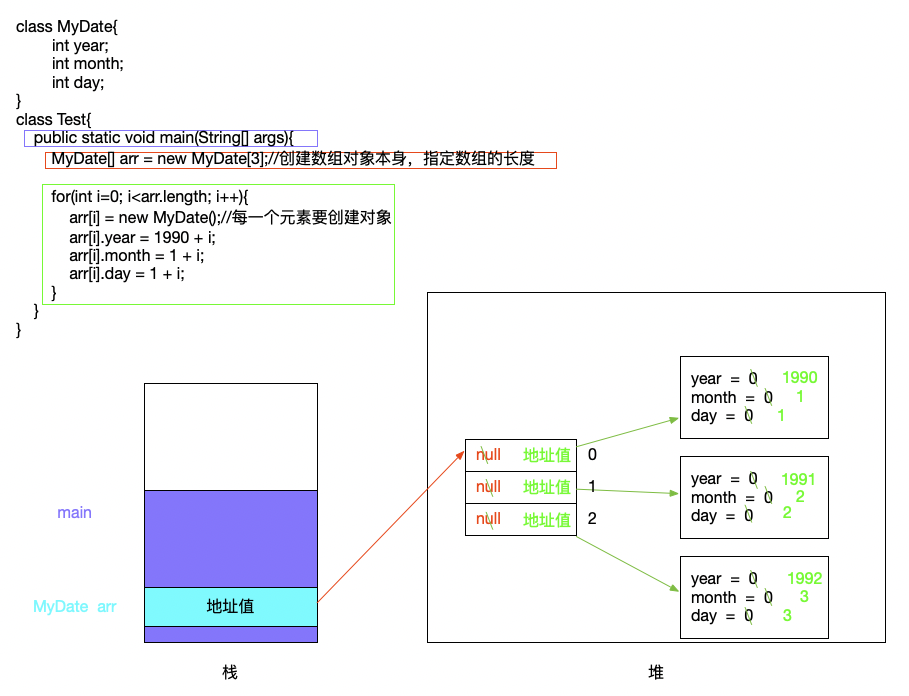 class MyDate{
int year;
int month;
int day;
}
class Test{
public static void main(String[] args){
MyDate[] arr = new MyDate[3];//创建数组对象本身，指定数组的长度
for(int i=0; i<arr.length; i++){
arr[i] = new MyDate();//每一个元素要创建对象
arr[i].year = 1990 + i;
arr[i].month = 1 + i;
arr[i].day = 1 + i;
}
}
}
main
MyDate arr
地址值
栈
null 地址值 0
null 地址值 1
null 地址值 2
year = 0 1990
month = 0 1
day = 0 1
year = 0 1991
month = 0 2
day = 0 2
year = 0 1992
month = 0 3
day = 0 3
堆